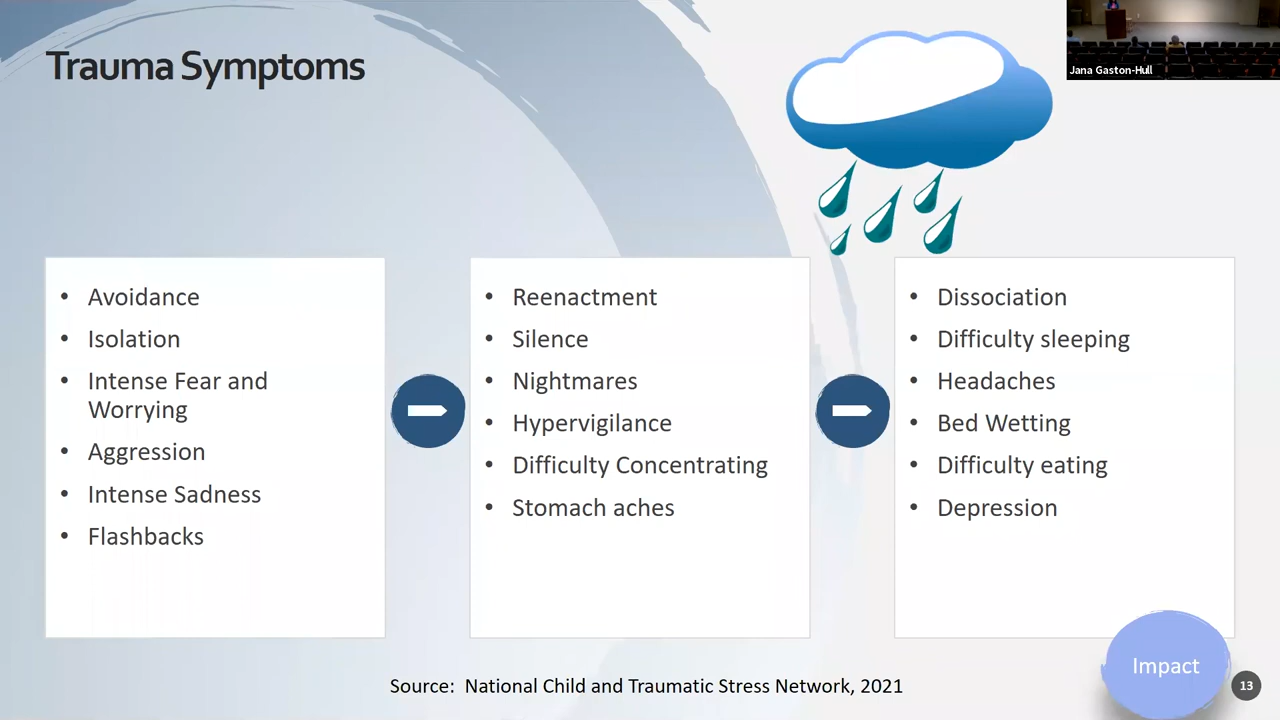 Trauma Symptoms
Jana Gaston-Hull
• Avoidance
• Isolation
• Intense Fear and
Worrying
• Aggression
• Intense Sadness
• Flashbacks
• Reenactment
• Silence
• Nightmares
• Hypervigilance
• Difficulty Concentrating
• Stomach aches
• Dissociation
• Difficulty sleeping
• Headaches
• Bed Wetting
• Difficulty eating
• Depression
Impact
Source: National Child and Traumatic Stress Network, 2021
13